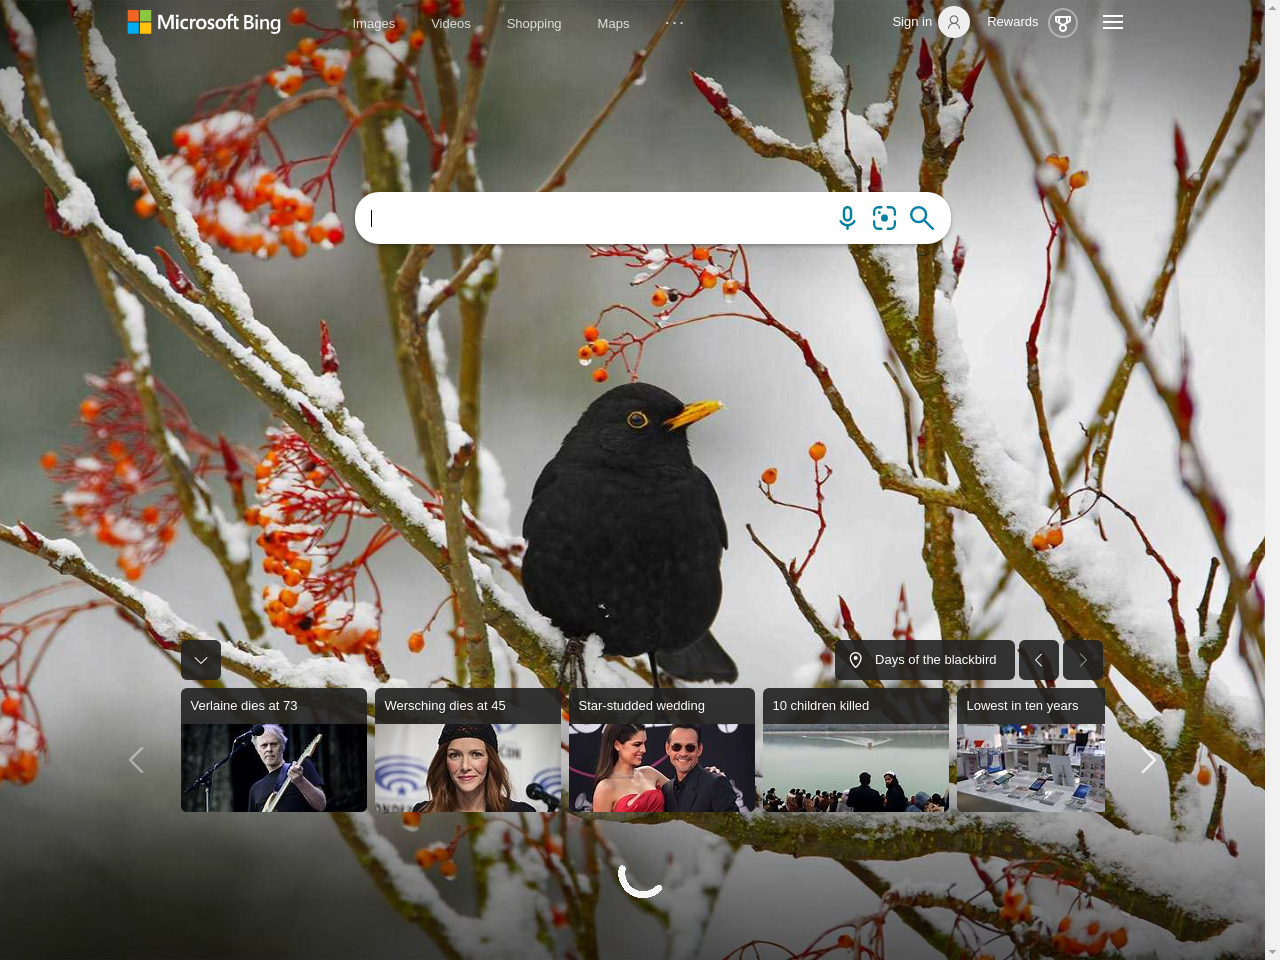 Microsoft Bing
Images Videos Shopping Maps ···
Sign in Rewards
Days of the blackbird
Verlaine dies at 73
Wersching dies at 45
Star-studded wedding
10 children killed
Lowest in ten years